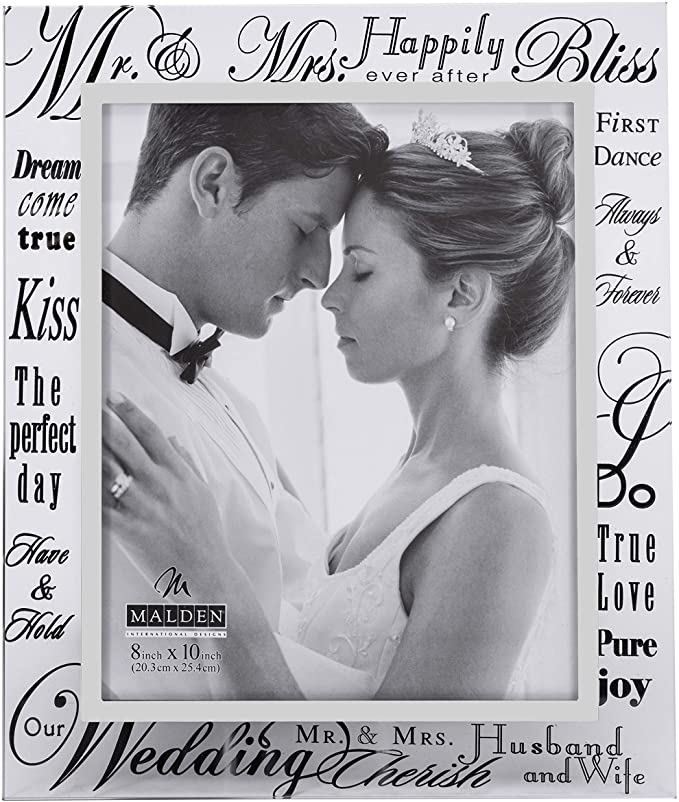 Mr. & Mrs. Happily ever after Bliss
First
Dance
Always
&
Forever
I
Do
True
Love
Pure
joy
Dream
come
true
Kiss
The
perfect
day
Have
&
Hold
M
MALDEN
INTERNATIONAL DESIGNS
8inch x 10inch
(20.3cm x 25.4cm)
Our Wedding Mr. & Mrs. Cherish Husband and Wife